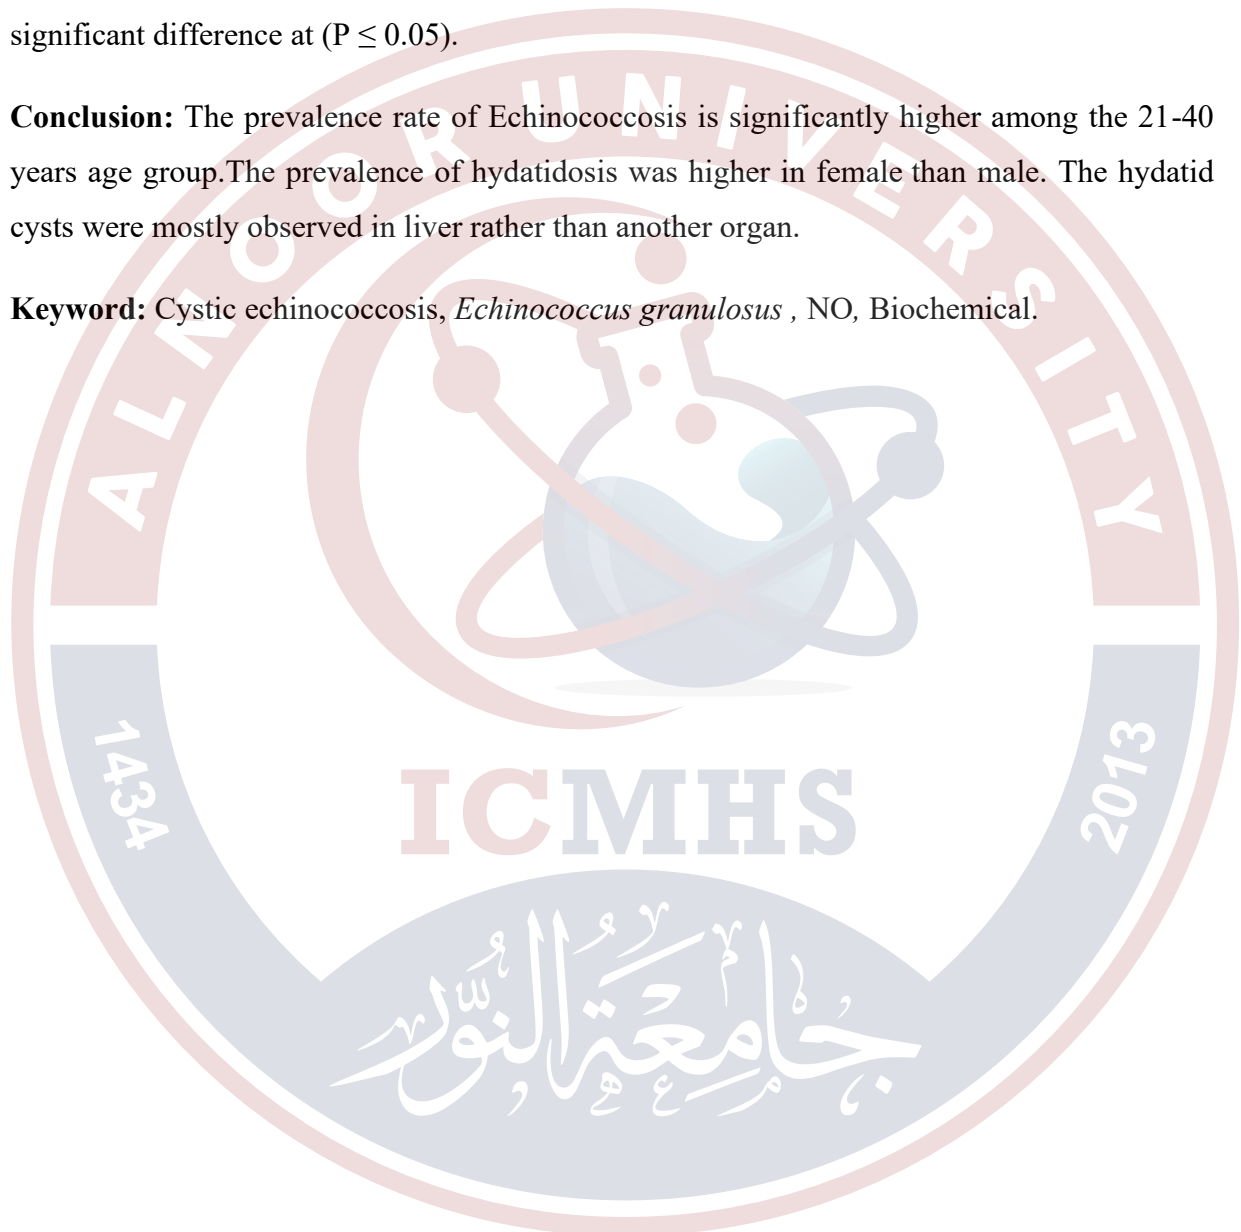 significant difference at (P ≤ 0.05).
Conclusion: The prevalence rate of Echinococcosis is significantly higher among the 21-40
years age group.The prevalence of hydatidosis was higher in female than male. The hydatid
cysts were mostly observed in liver rather than another organ.
Keyword: Cystic echinococcosis, Echinococcus granulosus , NO, Biochemical.
ALNOOR UNIVERSITY
1434
2013
ICMHS
جامعة النور